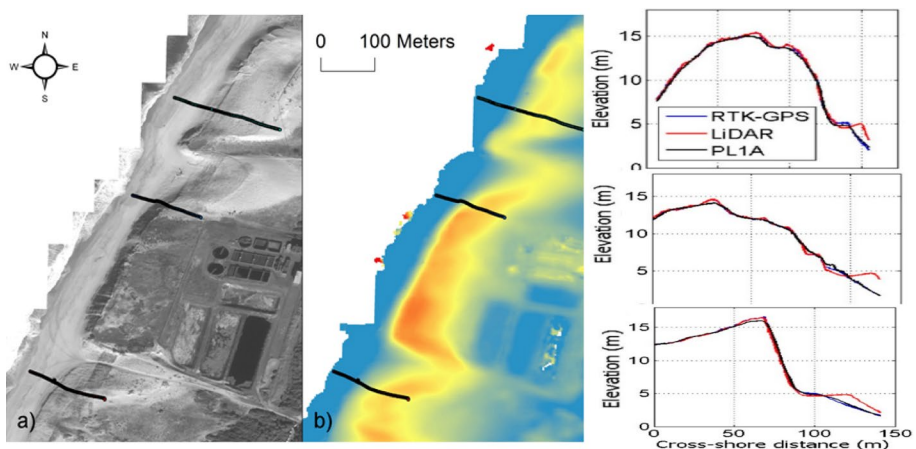 N
W E
S
0 100 Meters
a)
b)
Elevation (m)
15
10
5
0
RTK-GPS
LiDAR
PL1A
Elevation (m)
15
10
5
Elevation (m)
15
10
5
0
0 50 100 150
Cross-shore distance (m)